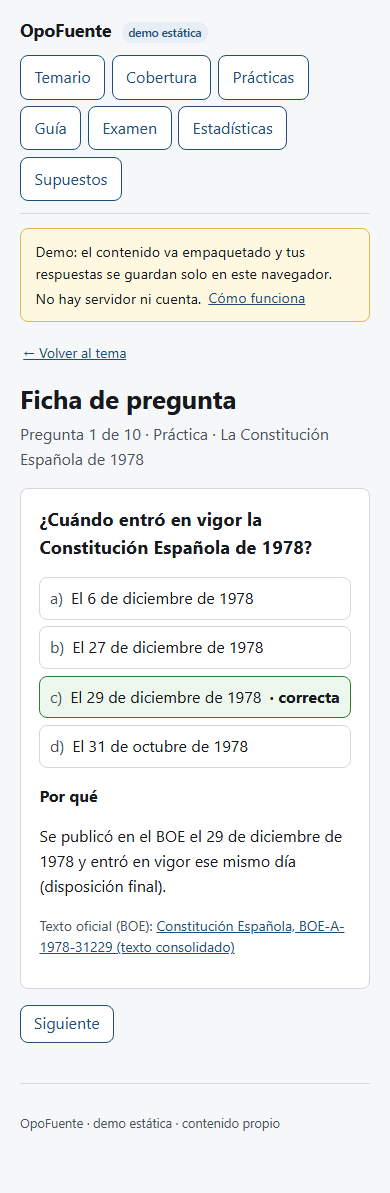 OpoFuente demo estática
Temario Cobertura Prácticas
Guía Examen Estadísticas
Supuestos
Demo: el contenido va empaquetado y tus
respuestas se guardan solo en este navegador.
No hay servidor ni cuenta. Cómo funciona
← Volver al tema
Ficha de pregunta
Pregunta 1 de 10 · Práctica · La Constitución
Española de 1978
¿Cuándo entró en vigor la
Constitución Española de 1978?
a) El 6 de diciembre de 1978
b) El 27 de diciembre de 1978
c) El 29 de diciembre de 1978 · correcta
d) El 31 de octubre de 1978
Por qué
Se publicó en el BOE el 29 de diciembre de
1978 y entró en vigor ese mismo día
(disposición final).
Texto oficial (BOE): Constitución Española, BOE-A-
1978-31229 (texto consolidado)
Siguiente
OpoFuente · demo estática · contenido propio